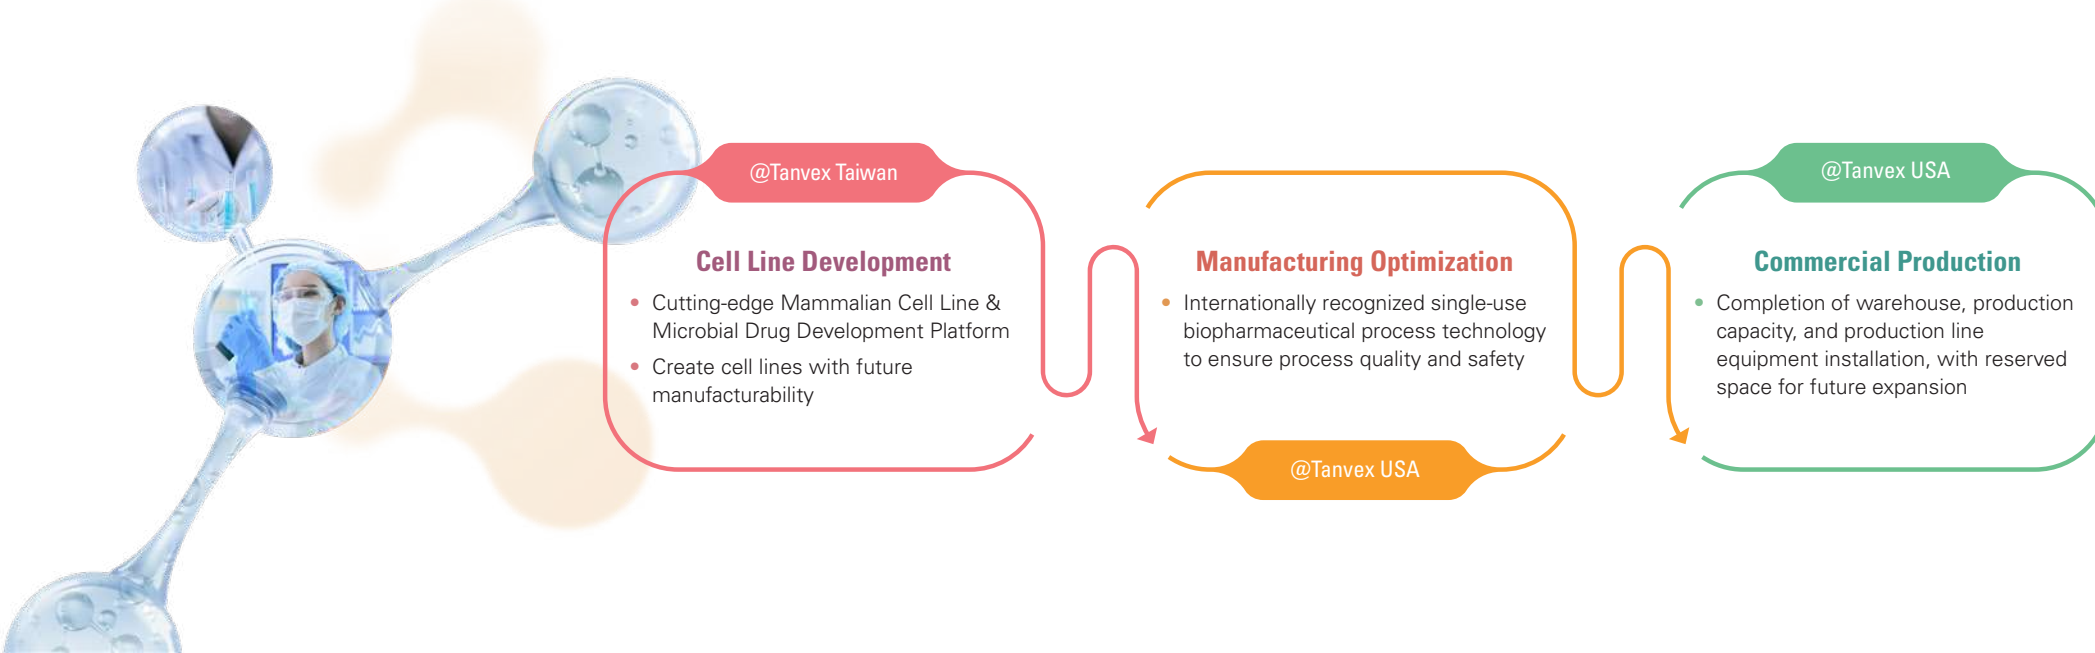 @Tanvex Taiwan
Cell Line Development
• Cutting-edge Mammalian Cell Line &
Microbial Drug Development Platform
• Create cell lines with future
manufacturability
Manufacturing Optimization
• Internationally recognized single-use
biopharmaceutical process technology
to ensure process quality and safety
@Tanvex USA
@Tanvex USA
Commercial Production
• Completion of warehouse, production
capacity, and production line
equipment installation, with reserved
space for future expansion